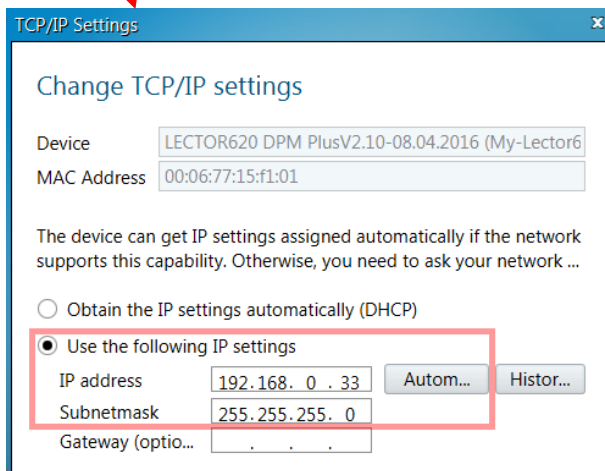 TCP/IP Settings
Change TCP/IP settings
Device LECTOR620 DPM PlusV2.10-08.04.2016 (My-Lector6
MAC Address 00:06:77:15:f1:01
The device can get IP settings assigned automatically if the network
supports this capability. Otherwise, you need to ask your network ...
Obtain the IP settings automatically (DHCP)
Use the following IP settings
IP address 192.168. 0 . 33 Autom... Histor...
Subnetmask 255.255.255. 0
Gateway (optio... . . .